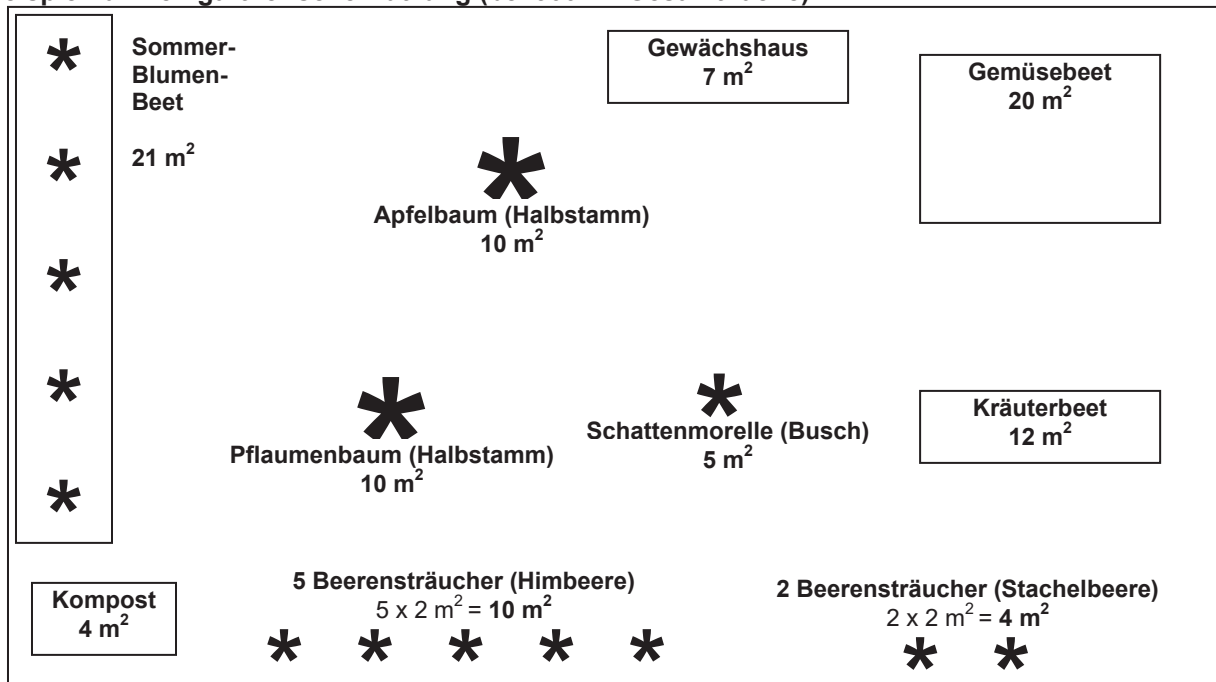 Sommer-
Blumen-
Beet
21 m²
Gewächshaus
7 m²
Gemüsebeet
20 m²
Apfelbaum (Halbstamm)
10 m²
Pflaumenbaum (Halbstamm)
10 m²
Schattenmorelle (Busch)
5 m²
Kräuterbeet
12 m²
Kompost
4 m²
5 Beerensträucher (Himbeere)
5 x 2 m² = 10 m²
2 Beerensträucher (Stachelbeere)
2 x 2 m² = 4 m²